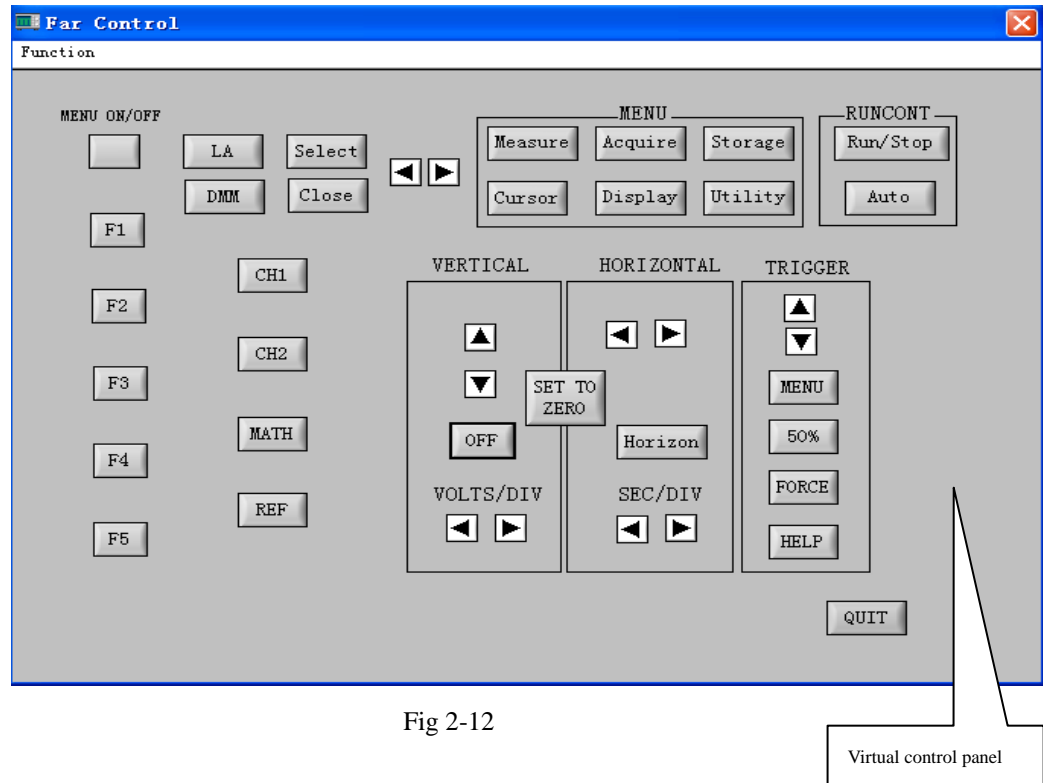 Far Control
Function
MENU ON/OFF
LA
Select
DMM
Close
MENU
Measure
Acquire
Storage
Cursor
Display
Utility
RUNCONT
Run/Stop
Auto
F1
F2
F3
F4
F5
CH1
CH2
MATH
REF
VERTICAL
OFF
VOLTS/DIV
SET TO
ZERO
HORIZONTAL
Horizon
SEC/DIV
TRIGGER
MENU
50%
FORCE
HELP
QUIT
Fig 2-12
Virtual control panel